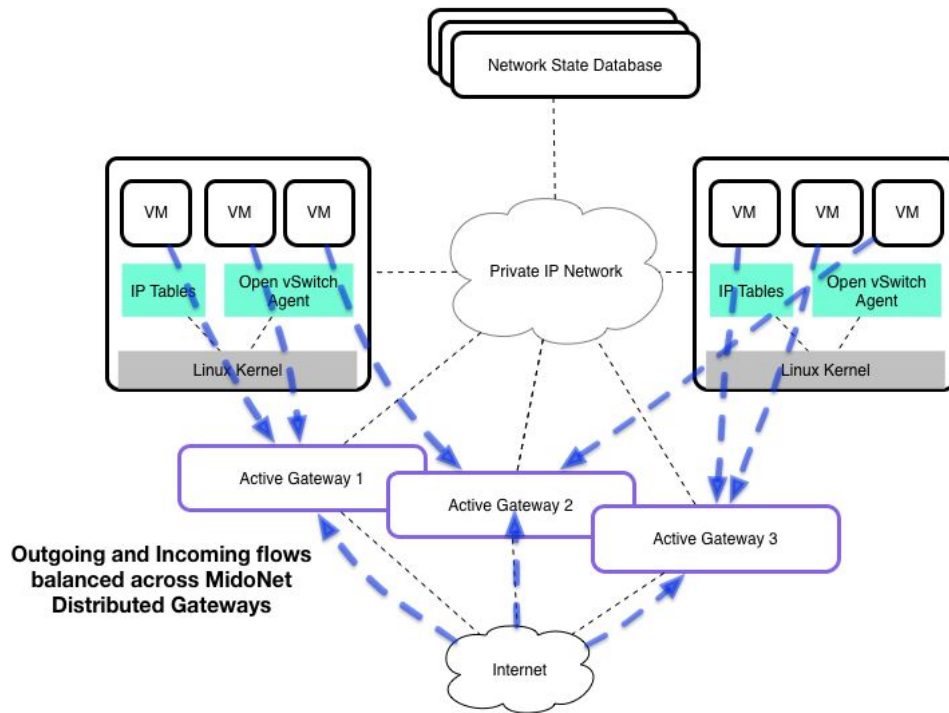 Network State Database
VM VM VM
VM VM VM
Private IP Network
IP Tables
Open vSwitch
Agent
IP Tables
Open vSwitch
Agent
Linux Kernel
Linux Kernel
Active Gateway 1
Active Gateway 2
Active Gateway 3
Outgoing and Incoming flows
balanced across MidoNet
Distributed Gateways
Internet